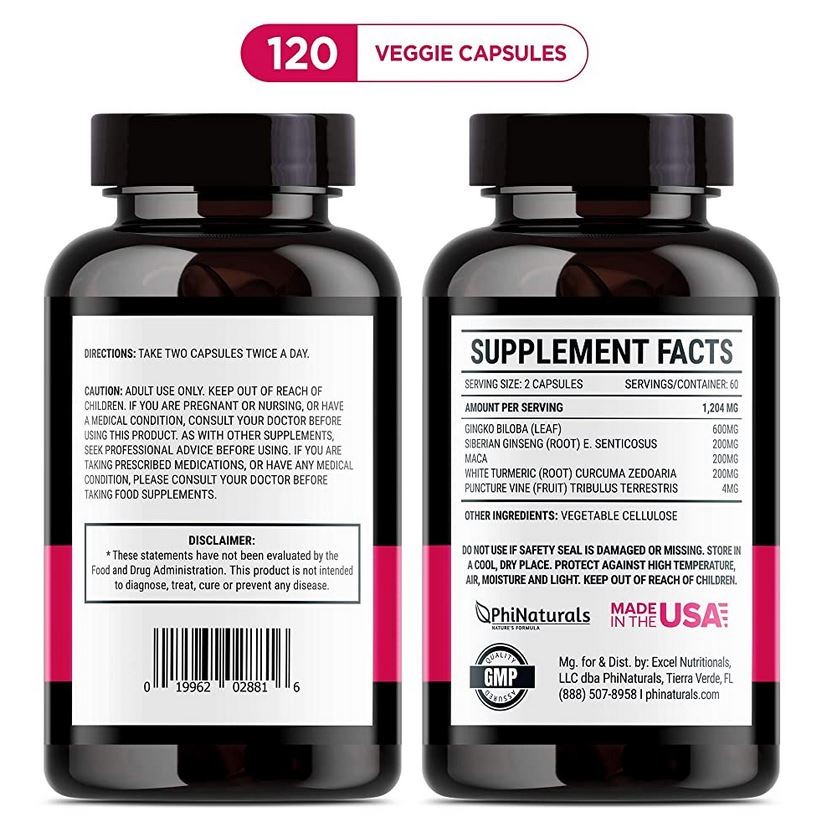 120 VEGGIE CAPSULES
DIRECTIONS: TAKE TWO CAPSULES TWICE A DAY.
CAUTION: ADULT USE ONLY. KEEP OUT OF REACH OF
CHILDREN. IF YOU ARE PREGNANT OR NURSING, OR HAVE
A MEDICAL CONDITION, CONSULT YOUR DOCTOR BEFORE
USING THIS PRODUCT. AS WITH OTHER SUPPLEMENTS,
SEEK PROFESSIONAL ADVICE BEFORE USING. IF YOU ARE
TAKING PRESCRIBED MEDICATIONS, OR HAVE ANY MEDICAL
CONDITION, PLEASE CONSULT YOUR DOCTOR BEFORE
TAKING FOOD SUPPLEMENTS.
DISCLAIMER:
*These statements have not been evaluated by the
Food and Drug Administration. This product is not intended
to diagnose, treat, cure or prevent any disease.
0 19962 02881 6
SUPPLEMENT FACTS
SERVING SIZE: 2 CAPSULES SERVINGS/CONTAINER: 60
AMOUNT PER SERVING 1,204 MG
GINGKO BILOBA (LEAF) 600MG
SIBERIAN GINSENG (ROOT) E. SENTICOSUS 200MG
MACA 200MG
WHITE TURMERIC (ROOT) CURCUMA ZEDOARIA 200MG
PUNCTURE VINE (FRUIT) TRIBULUS TERRESTRIS 4MG
OTHER INGREDIENTS: VEGETABLE CELLULOSE
DO NOT USE IF SAFETY SEAL IS DAMAGED OR MISSING. STORE IN
A COOL, DRY PLACE. PROTECT AGAINST HIGH TEMPERATURE,
AIR, MOISTURE AND LIGHT. KEEP OUT OF REACH OF CHILDREN.
PhiNaturals
NATURE'S FORMULA
MADE
IN THE USA
QUALITY
GMP
ASSURED
Mg. for & Dist. by: Excel Nutritionals,
LLC dba PhiNaturals, Tierra Verde, FL
(888) 507-8958 I phinaturals.com